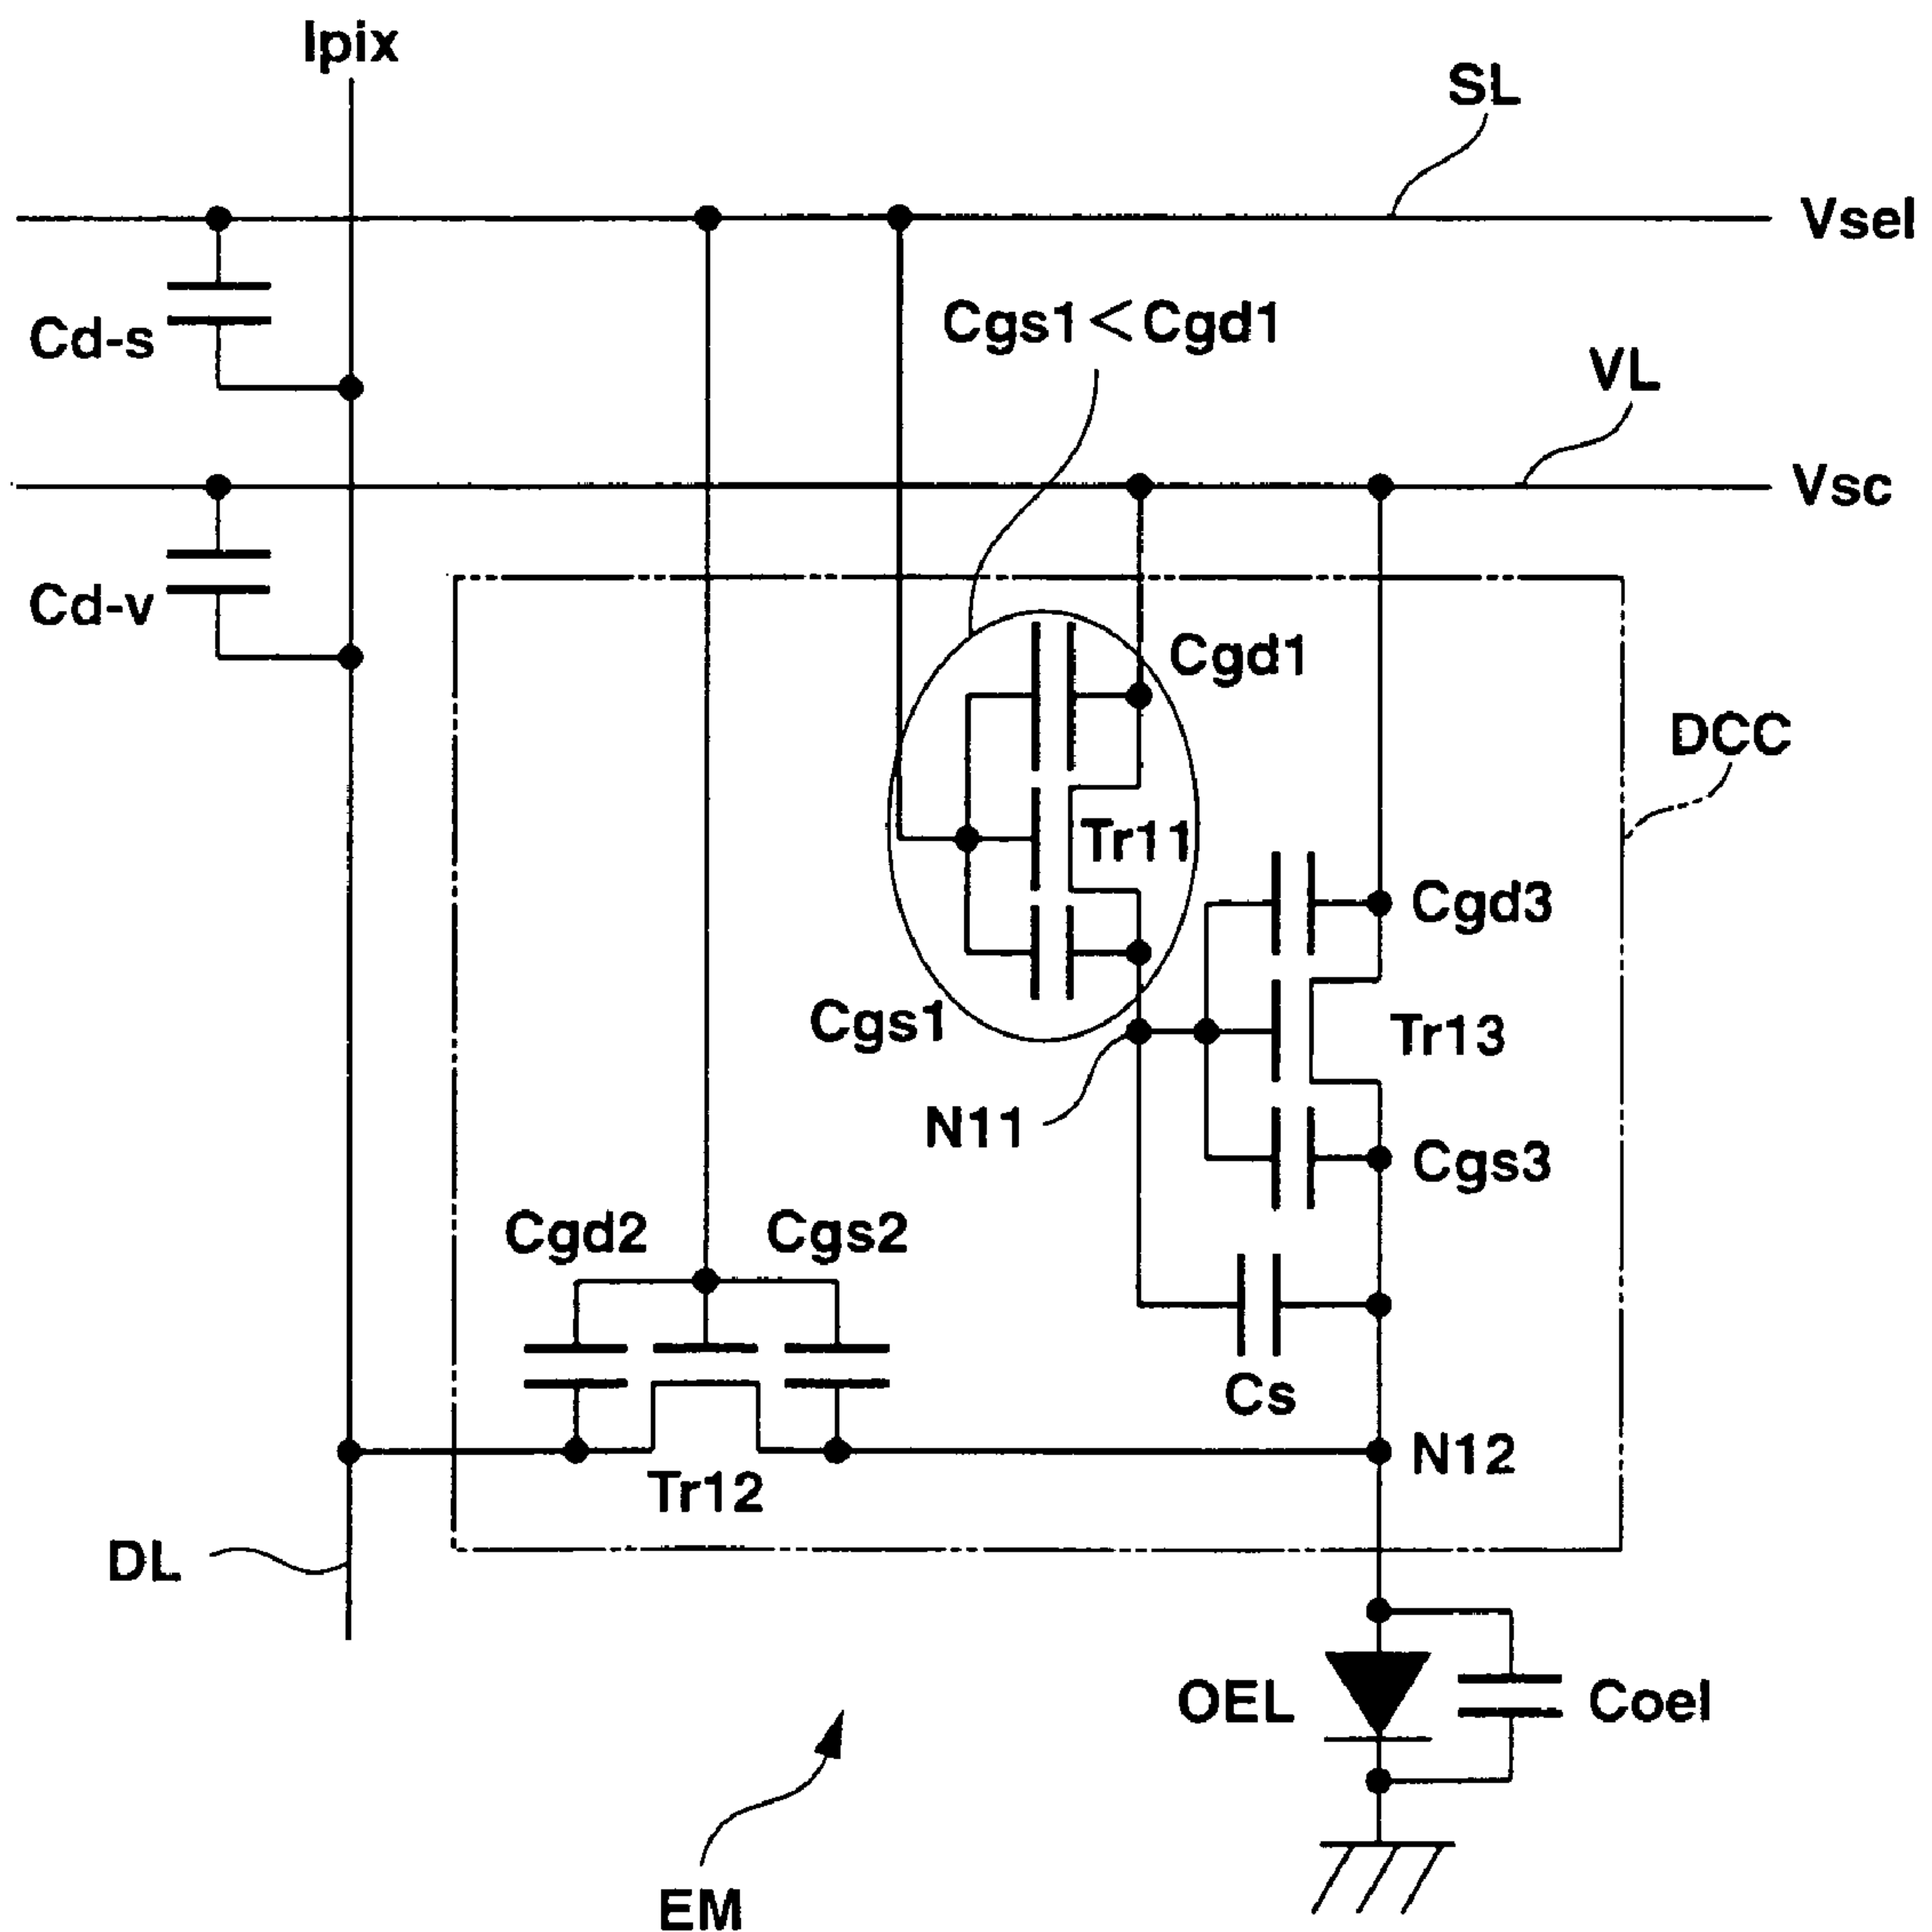 Ipix
SL
Vsel
Cgs1<Cgd1
Cd-s
VL
Vsc
Cd-v
Cgd1
DCC
Tr11
Cgd3
Cgs1
Tr13
N11
Cgs3
Cgd2
Cgs2
Cs
N12
Tr12
DL
OEL
Coel
EM